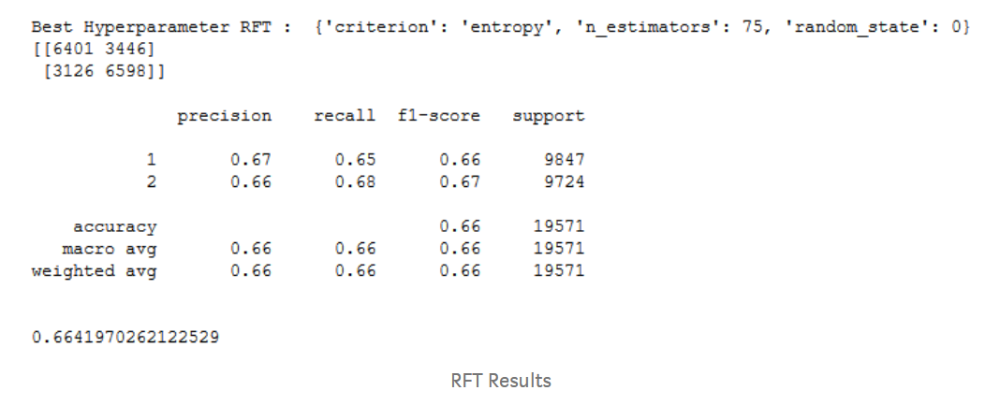 Best Hyperparameter RFT :  {'criterion': 'entropy', 'n_estimators': 75, 'random_state': 0}
[[6401 3446]
 [3126 6598]]
precision    recall  f1-score   support
1       0.67      0.65      0.66      9847
2       0.66      0.68      0.67      9724
accuracy                           0.66     19571
macro avg       0.66      0.66      0.66     19571
weighted avg       0.66      0.66      0.66     19571
0.6641970262122529
RFT Results